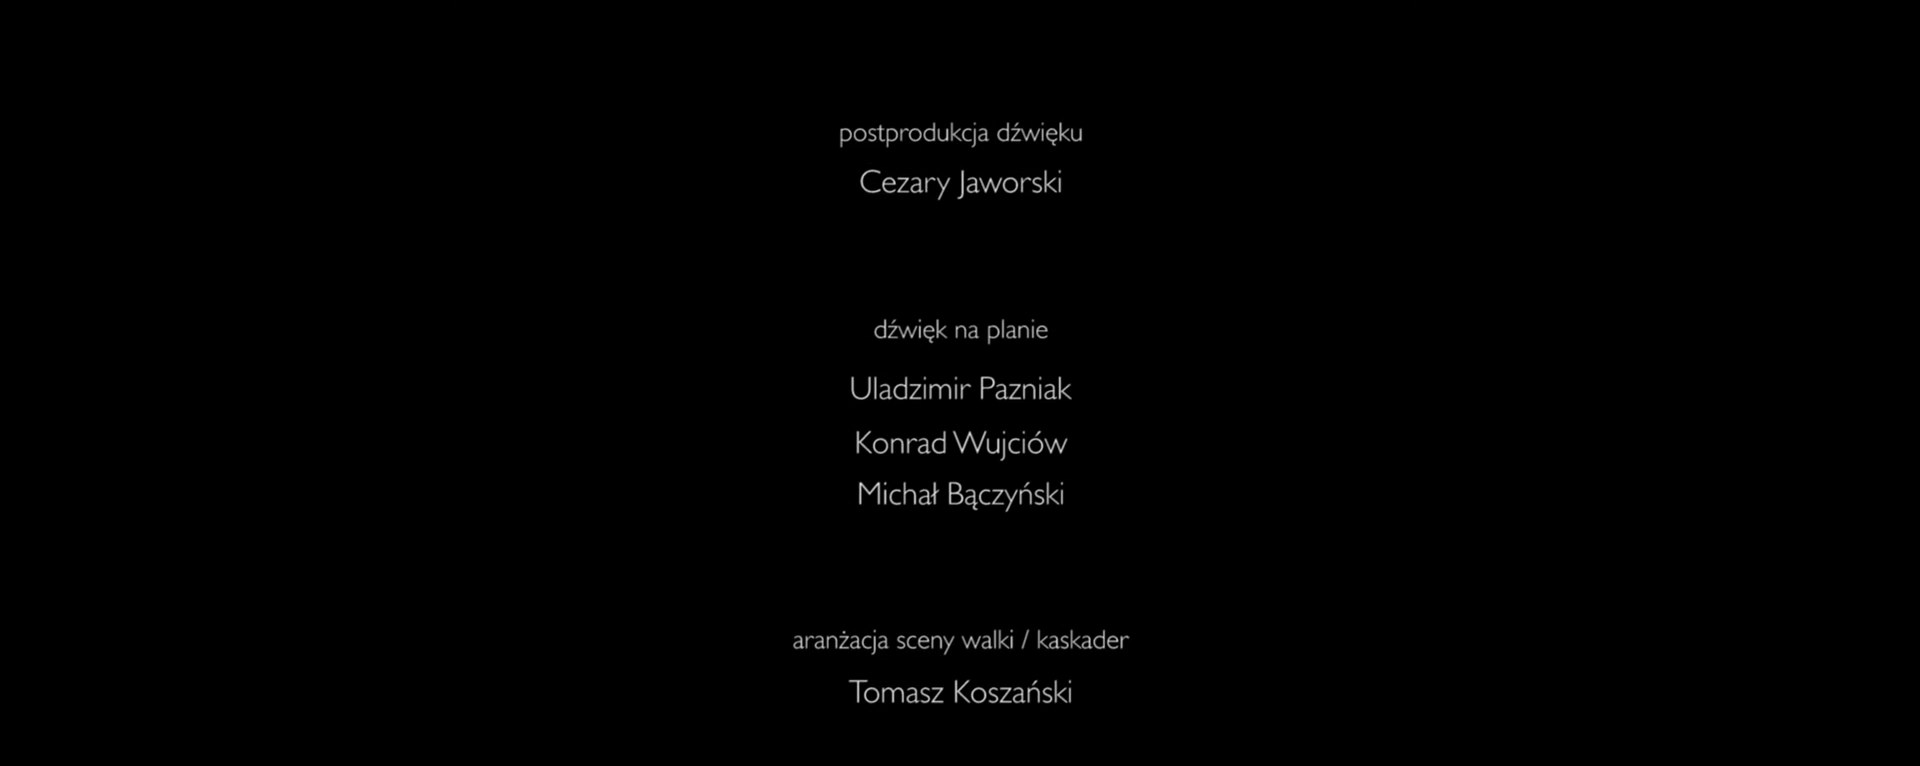 postprodukcja dźwięku
Cezary Jaworski
dźwięk na planie
Uladzimir Pazniak
Konrad Wujciów
Michał Bączyński
aranżacja sceny walki / kaskader
Tomasz Koszański